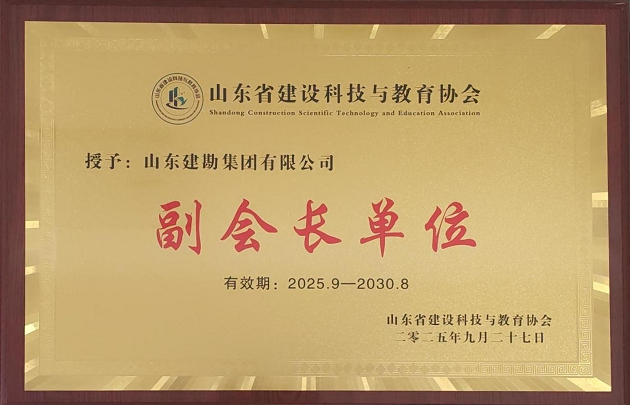 山东省建设科技与教育协会
Shandong Construction Scientific Technology and Education Association
授予：山东建勘集团有限公司
副会长单位
有效期：2025.9—2030.8
山东省建设科技与教育协会
二零二五年九月二十七日